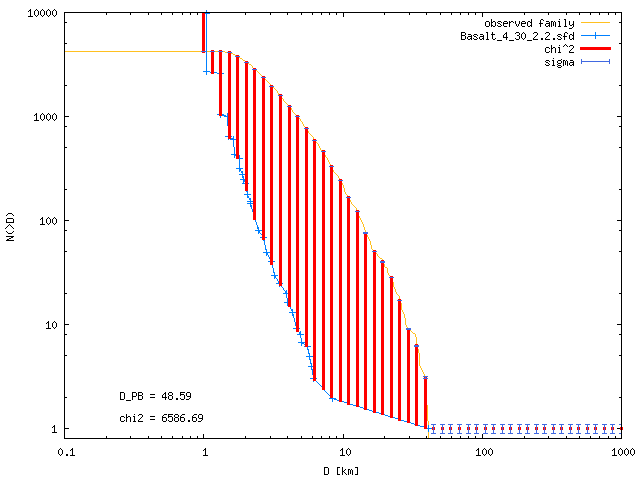 10000
1000
100
10
1
N(>D)
observed family
Basalt_4_30_2.2.sfd
chi^2
sigma
D_PB = 48.59
chi2 = 6586.69
0.1 1 10 100 1000
D [km]